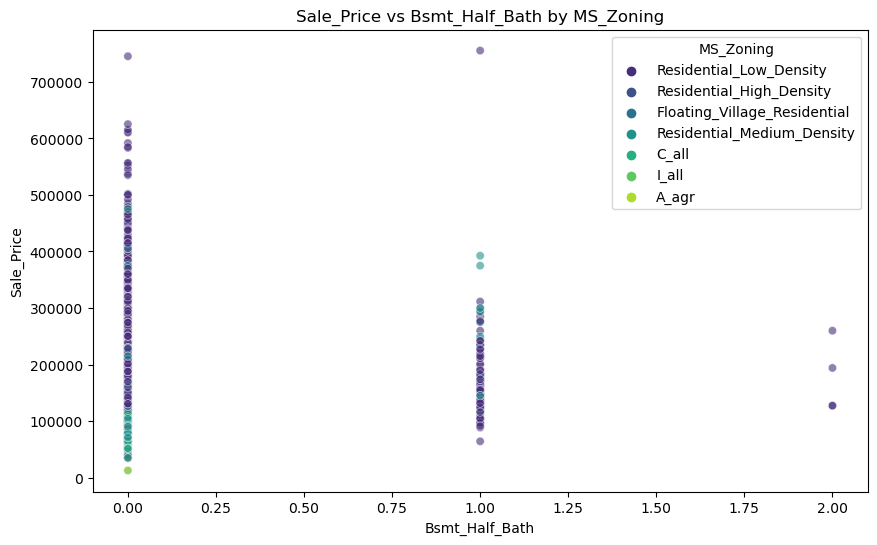 Sale_Price vs Bsmt_Half_Bath by MS_Zoning
MS_Zoning
Residential_Low_Density
Residential_High_Density
Floating_Village_Residential
Residential_Medium_Density
C_all
I_all
A_agr
Sale_Price
700000
600000
500000
400000
300000
200000
100000
0
0.00
0.25
0.50
0.75
1.00
1.25
1.50
1.75
2.00
Bsmt_Half_Bath